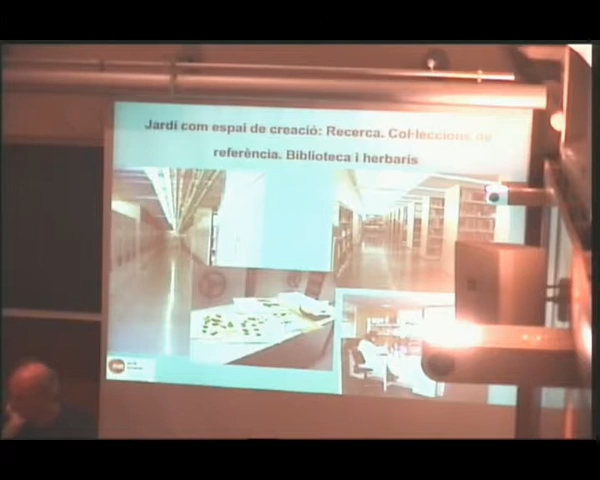 Jardí com espai de creació: Recerca. Col·leccions de
referència. Biblioteca i herbaris